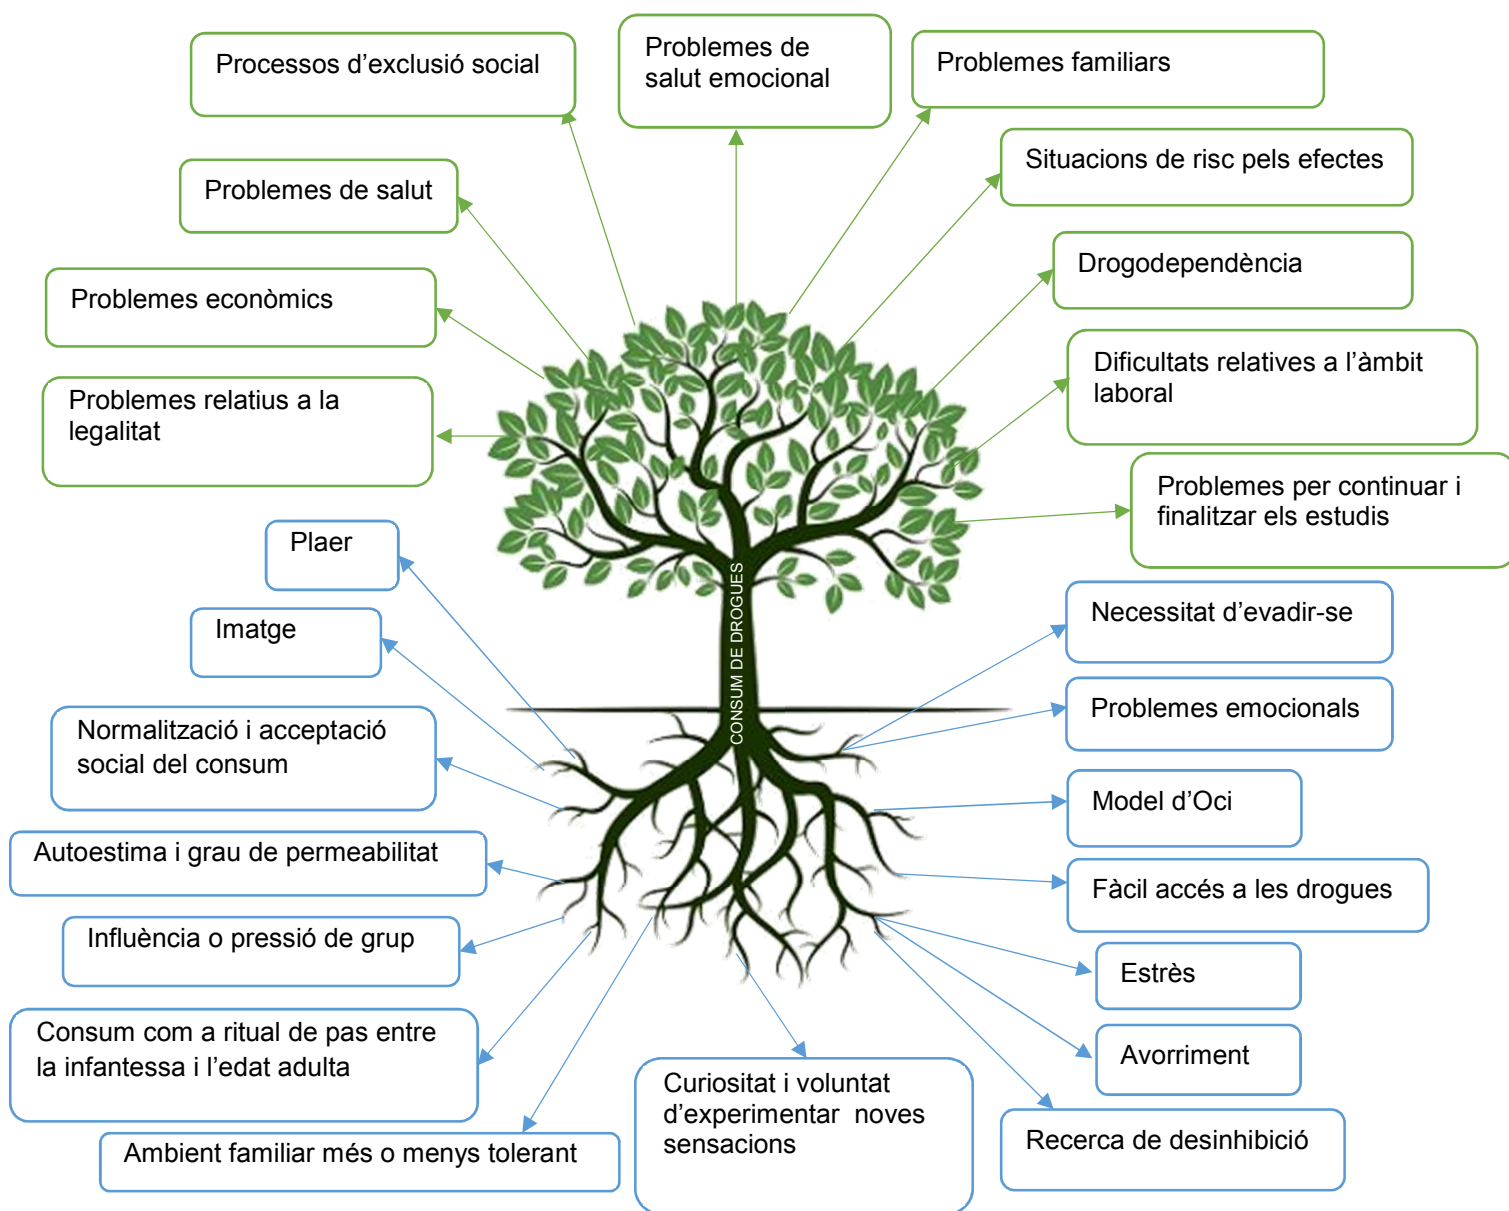 Processos d’exclusió social
Problemes de
salut emocional
Problemes familiars
Situacions de risc pels efectes
Problemes de salut
Drogodependència
Problemes econòmics
Dificultats relatives a l’àmbit
laboral
Problemes relatius a la
legalitat
Problemes per continuar i
finalitzar els estudis
CONSUM DE DROGUES
Plaer
Necessitat d’evadir-se
Imatge
Problemes emocionals
Normalització i acceptació
social del consum
Model d’Oci
Autoestima i grau de permeabilitat
Fàcil accés a les drogues
Influència o pressió de grup
Estrès
Consum com a ritual de pas entre
la infantessa i l’edat adulta
Avorriment
Curiositat i voluntat
d’experimentar  noves
sensacions
Recerca de desinhibició
Ambient familiar més o menys tolerant